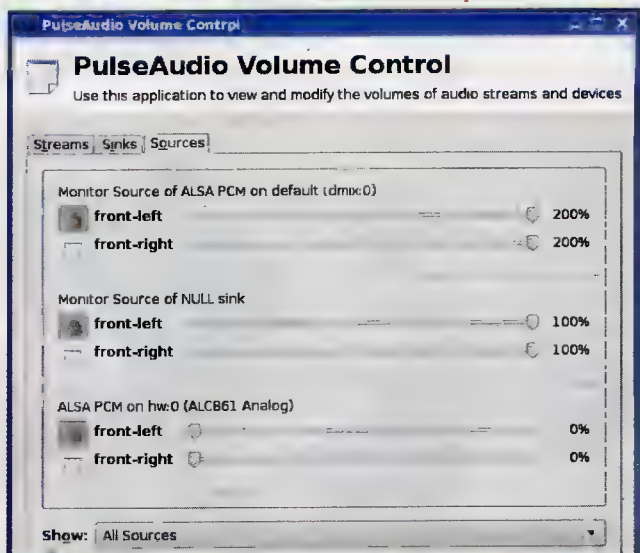 PulseAudio Volume Control
PulseAudio Volume Control
Use this application to view and modify the volumes of audio streams and devices
Streams Sinks Sources
Monitor Source of ALSA PCM on default (dmix:0)
front-left 200%
front-right 200%
Monitor Source of NULL sink
front-left 100%
front-right 100%
ALSA PCM on hw:0 (ALC861 Analog)
front-left 0%
front-right 0%
Show: All Sources